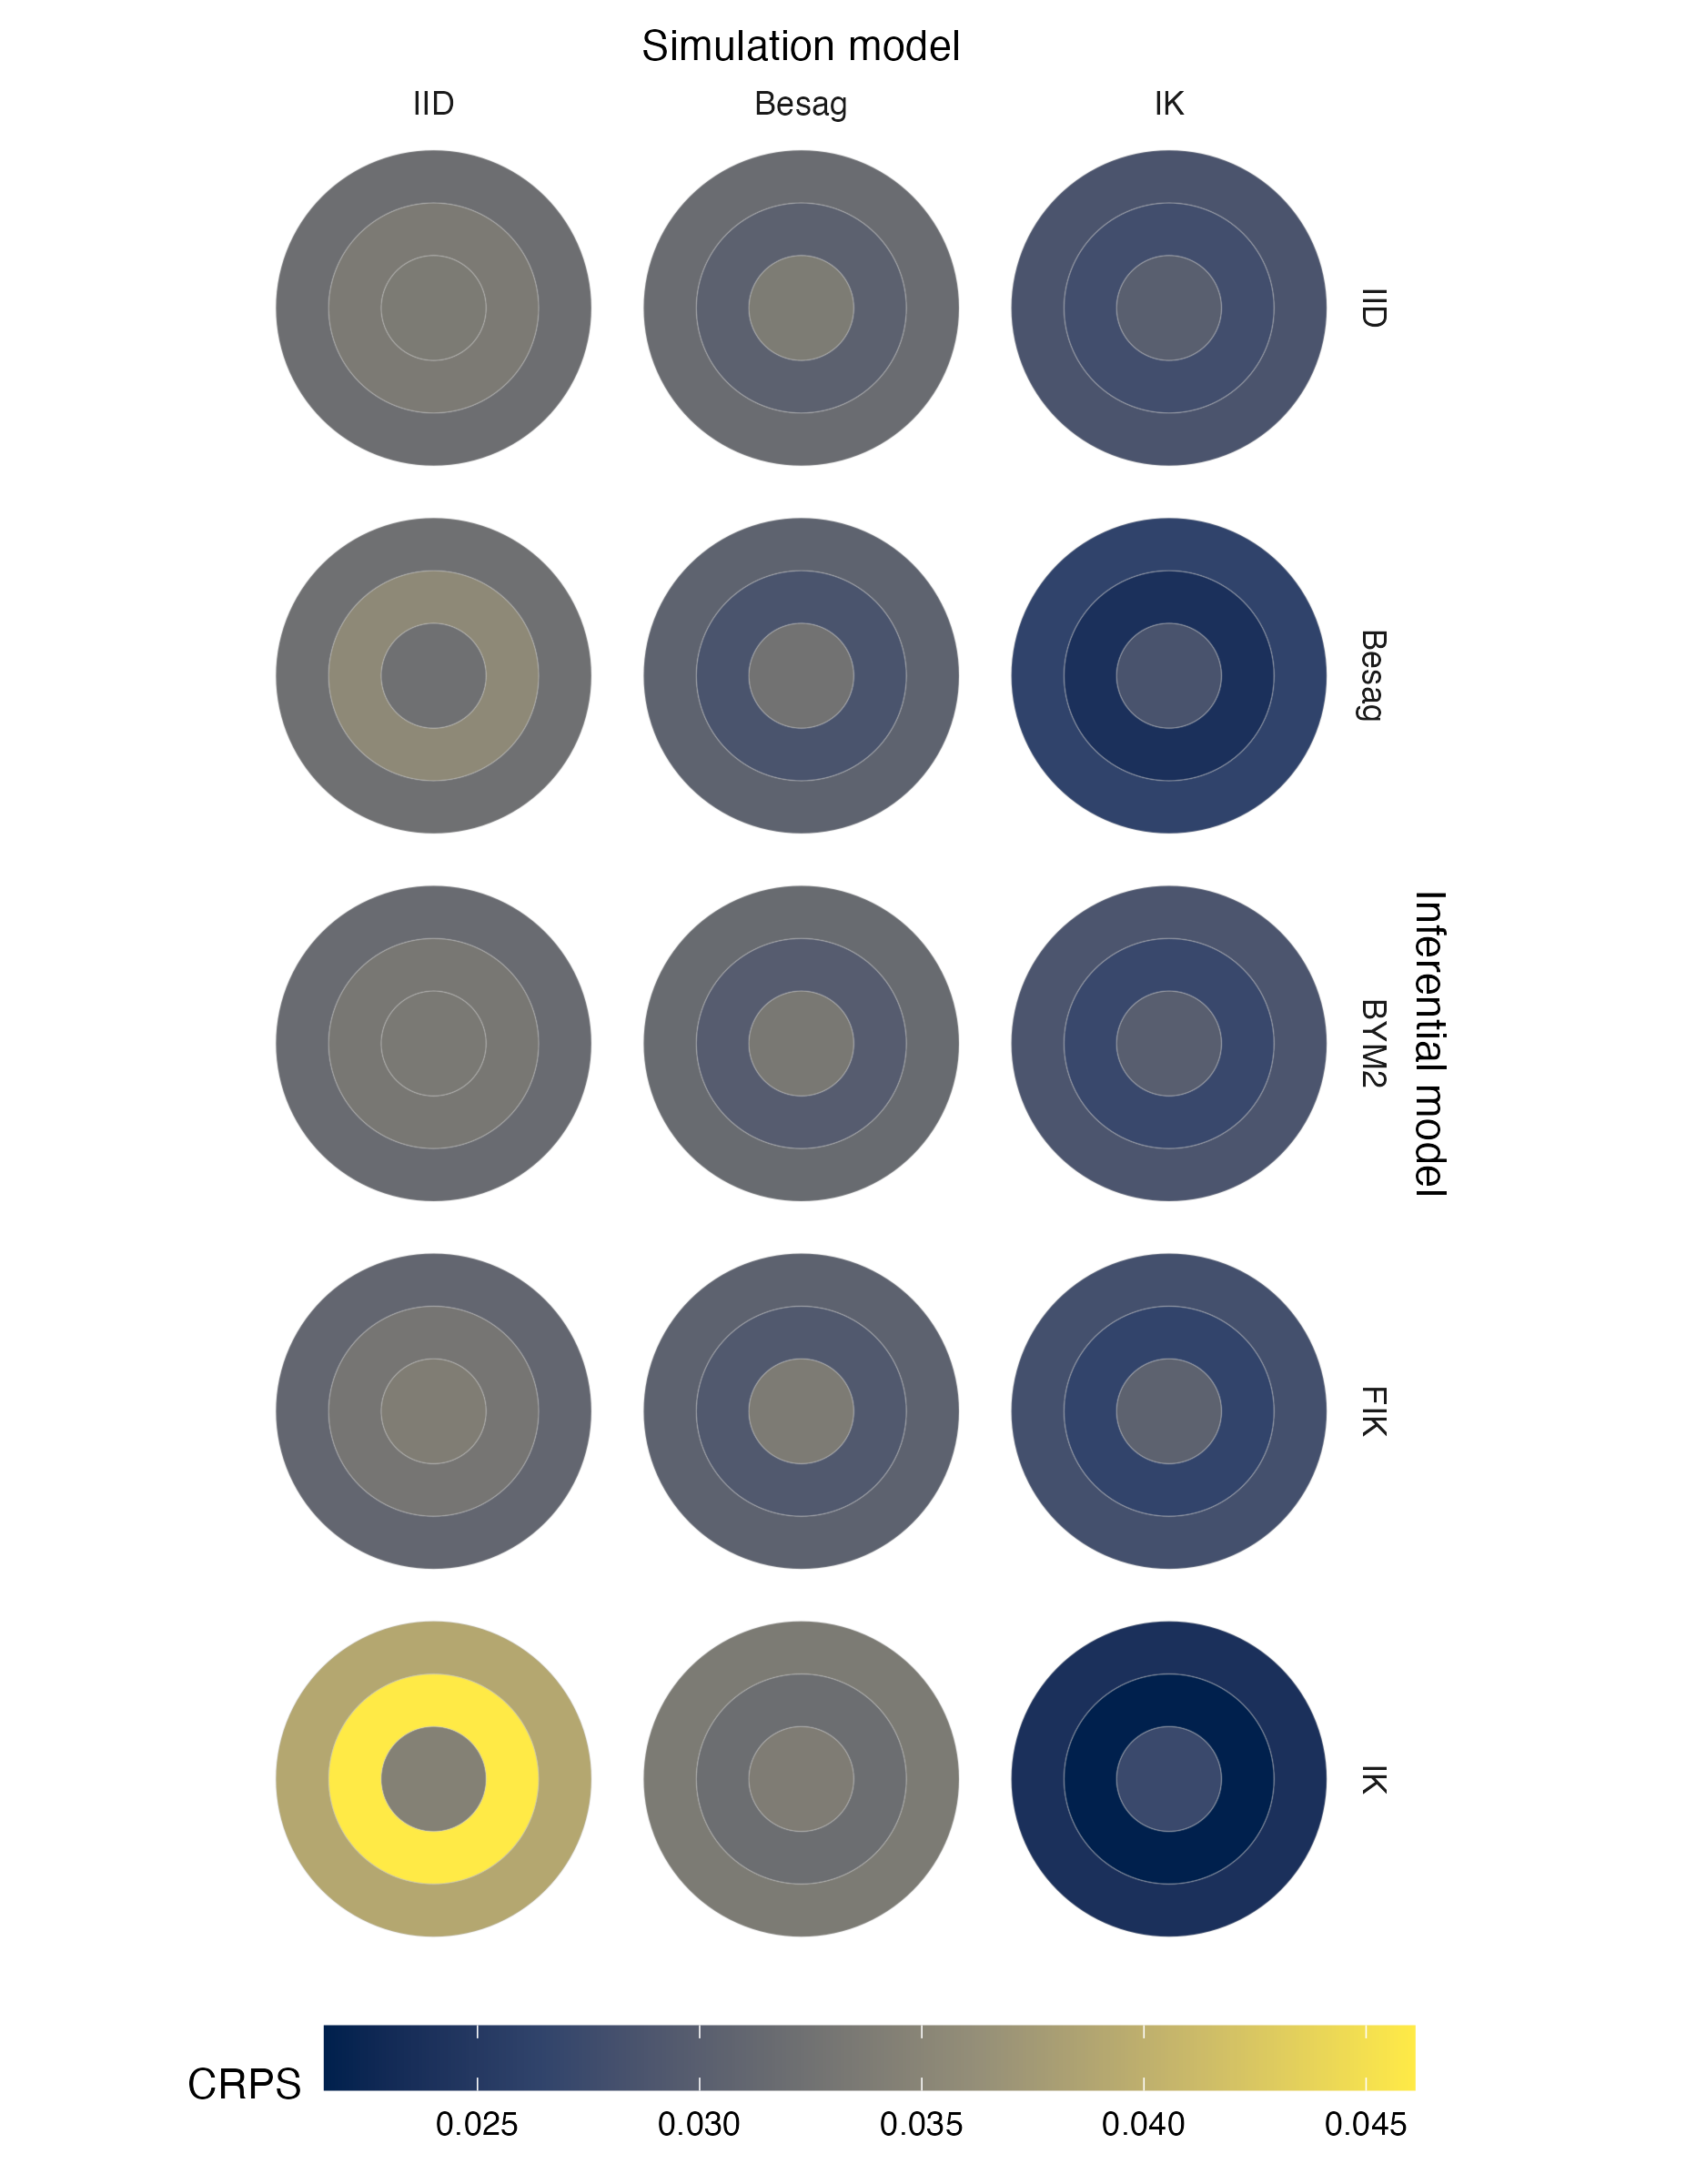 Simulation model
IID Besag IK
IID
Besag
BYM2
FIK
IK
Inferential model
CRPS
0.025 0.030 0.035 0.040 0.045